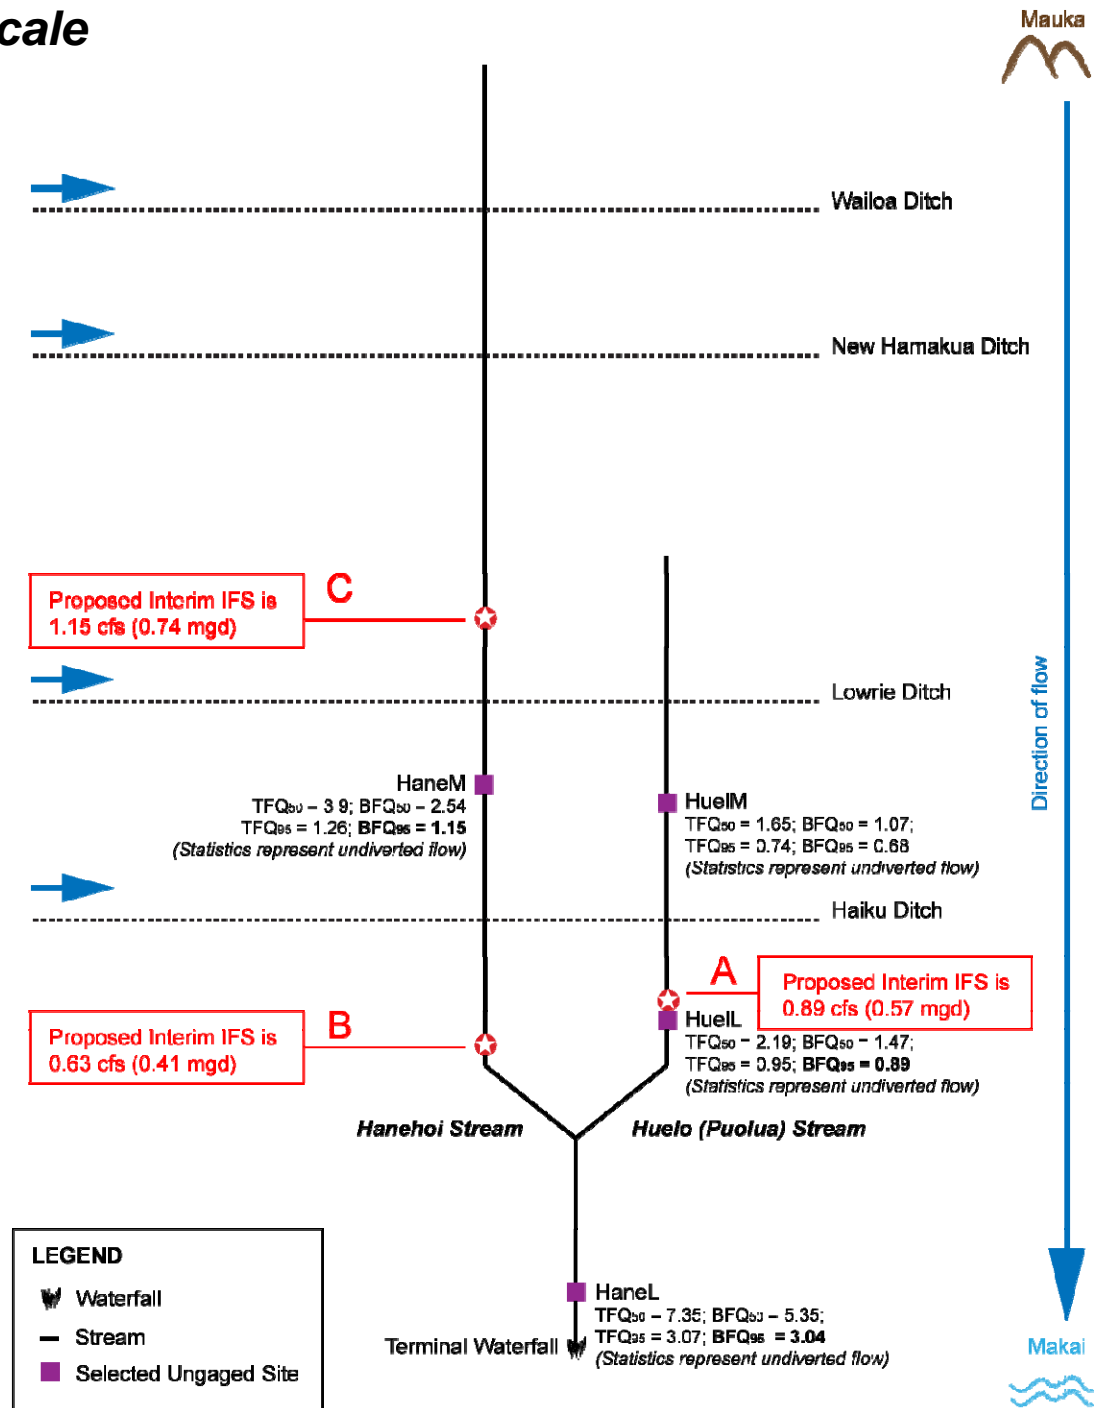 cale
Mauka
Wailoa Ditch
New Hamakua Ditch
Proposed Interim IFS is
1.15 cfs (0.74 mgd)
C
Lowrie Ditch
Direction of flow
HaneM
TFQ50 – 3.9; BFQ50 – 2.54
TFQ95 = 1.26; BFQ95 = 1.15
(Statistics represent undiverted flow)
HuelM
TFQ50 = 1.65; BFQ50 = 1.07;
TFQ95 = 0.74; BFQ95 = 0.68
(Statistics represent undiverted flow)
Haiku Ditch
A
Proposed Interim IFS is
0.89 cfs (0.57 mgd)
Proposed Interim IFS is
0.63 cfs (0.41 mgd)
B
HuelL
TFQ50 – 2.19; BFQ50 – 1.47;
TFQ95 = 0.95; BFQ95 = 0.89
(Statistics represent undiverted flow)
Hanehoi Stream
Huelo (Puolua) Stream
HaneL
TFQ50 – 7.35; BFQ50 – 5.35;
TFQ95 = 3.07; BFQ95 = 3.04
(Statistics represent undiverted flow)
Terminal Waterfall
Makai
LEGEND
Waterfall
Stream
Selected Ungaged Site